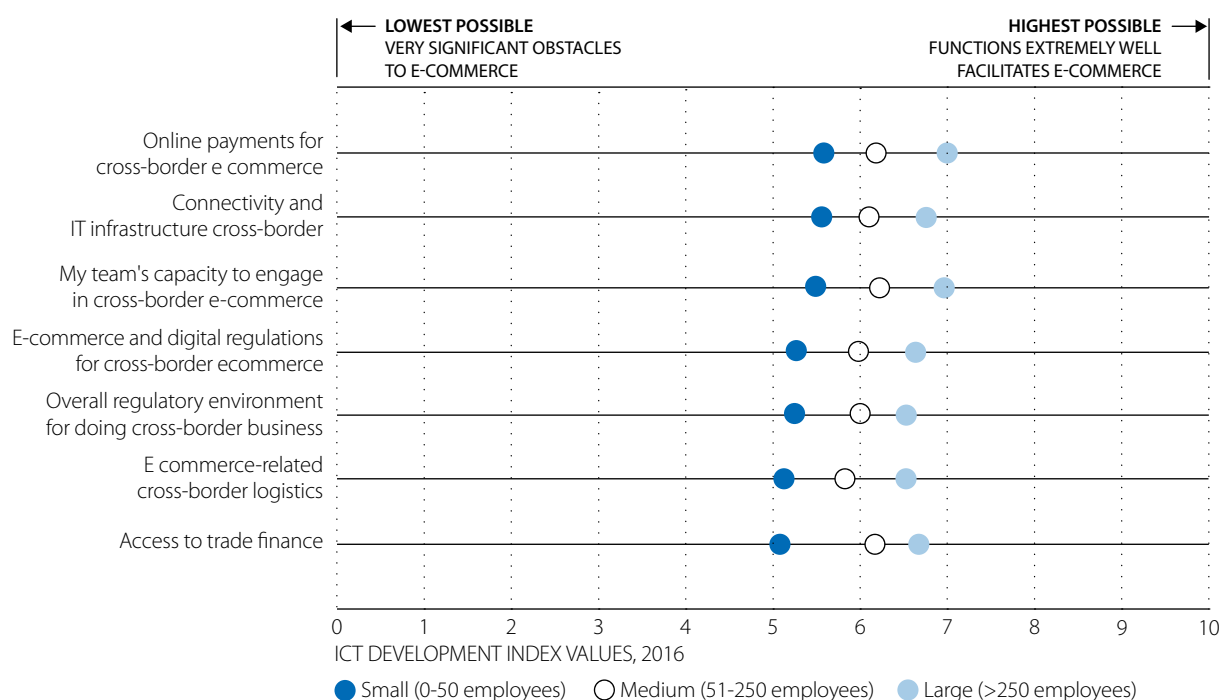 LOWEST POSSIBLE
VERY SIGNIFICANT OBSTACLES
TO E-COMMERCE
HIGHEST POSSIBLE
FUNCTIONS EXTREMELY WELL
FACILITATES E-COMMERCE
Online payments for
cross-border e commerce
Connectivity and
IT infrastructure cross-border
My team's capacity to engage
in cross-border e-commerce
E-commerce and digital regulations
for cross-border ecommerce
Overall regulatory environment
for doing cross-border business
E commerce-related
cross-border logistics
Access to trade finance
0 1 2 3 4 5 6 7 8 9 10
ICT DEVELOPMENT INDEX VALUES, 2016
Small (0-50 employees) Medium (51-250 employees) Large (>250 employees)